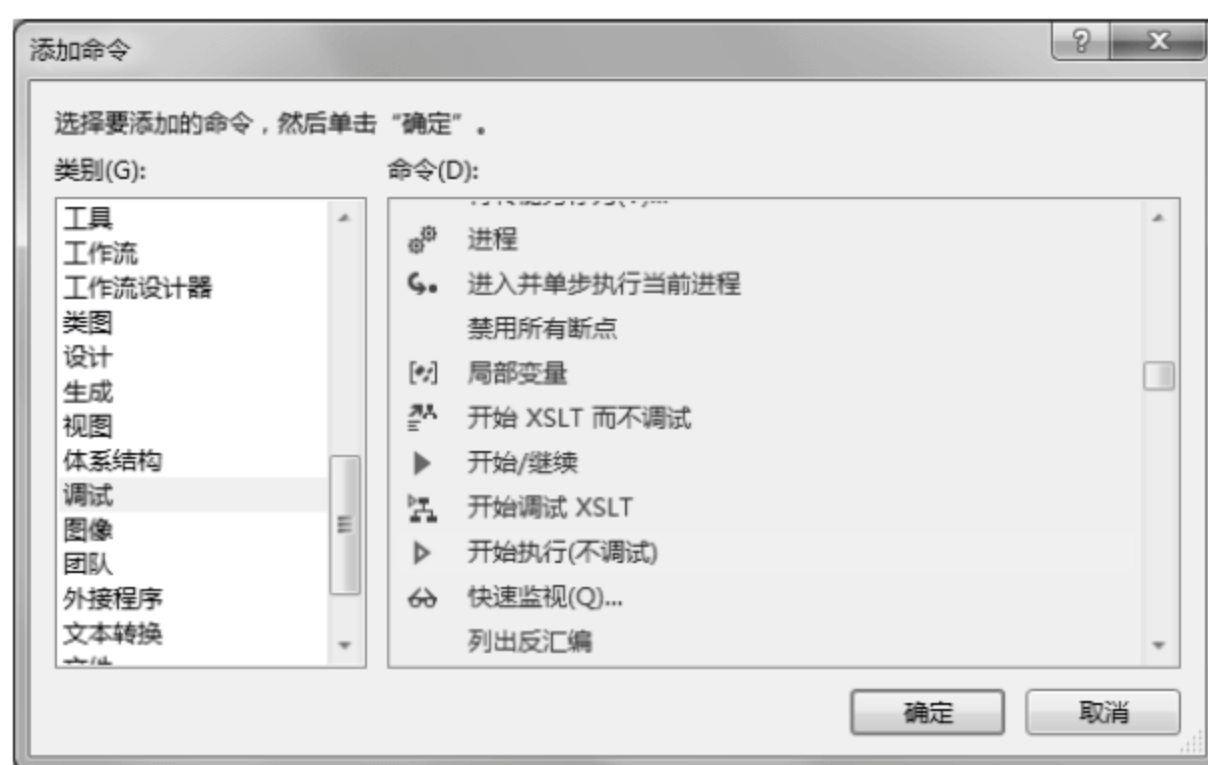 添加命令
选择要添加的命令，然后单击“确定”。
类别(G):
命令(D):
工具
工作流
工作流设计器
类图
设计
生成
视图
体系结构
调试
图像
团队
外接程序
文本转换
进程
进入并单步执行当前进程
禁用所有断点
局部变量
开始 XSLT 而不调试
开始/继续
开始调试 XSLT
开始执行(不调试)
快速监视(Q)...
列出反汇编
确定
取消